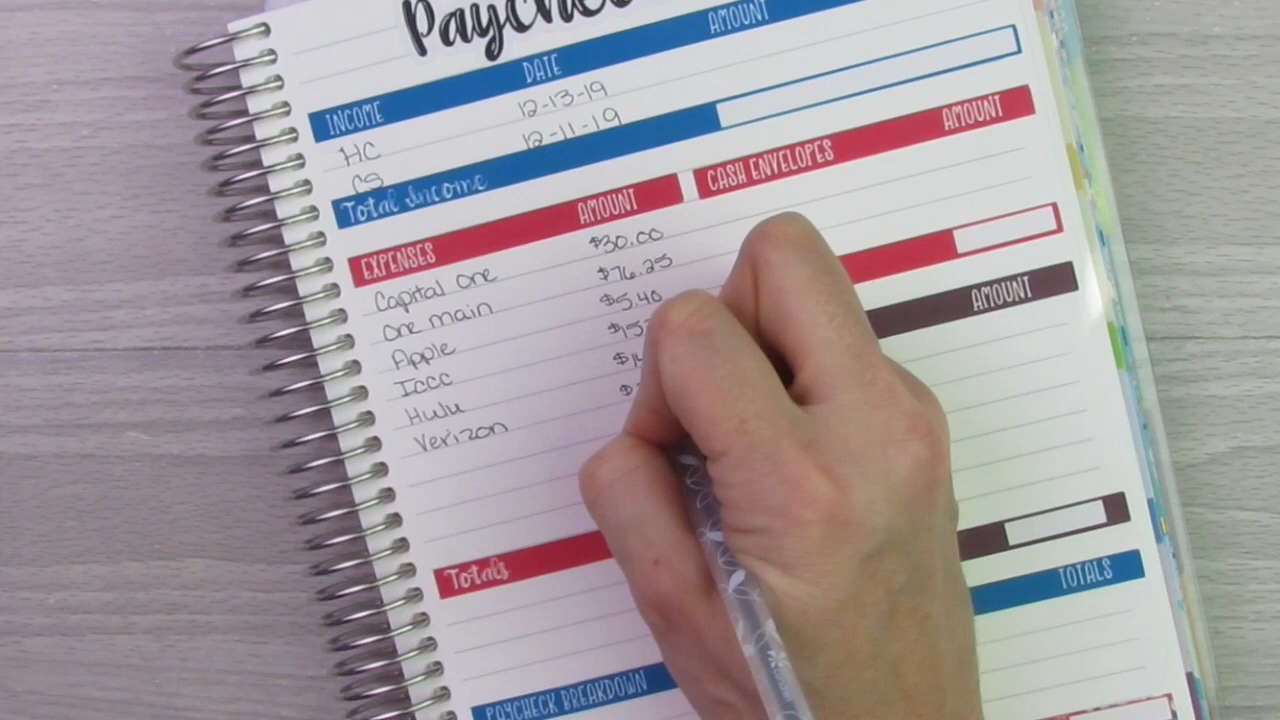 INCOME DATE AMOUNT
HC 12-13-19
CS 12-11-19
Total Income
EXPENSES AMOUNT
CASH ENVELOPES AMOUNT
Capital One $30.00
One main $76.25
Apple $5.40
ICCC
Hulu
Verizon
AMOUNT
Totals
TOTALS
PAYCHECK BREAKDOWN